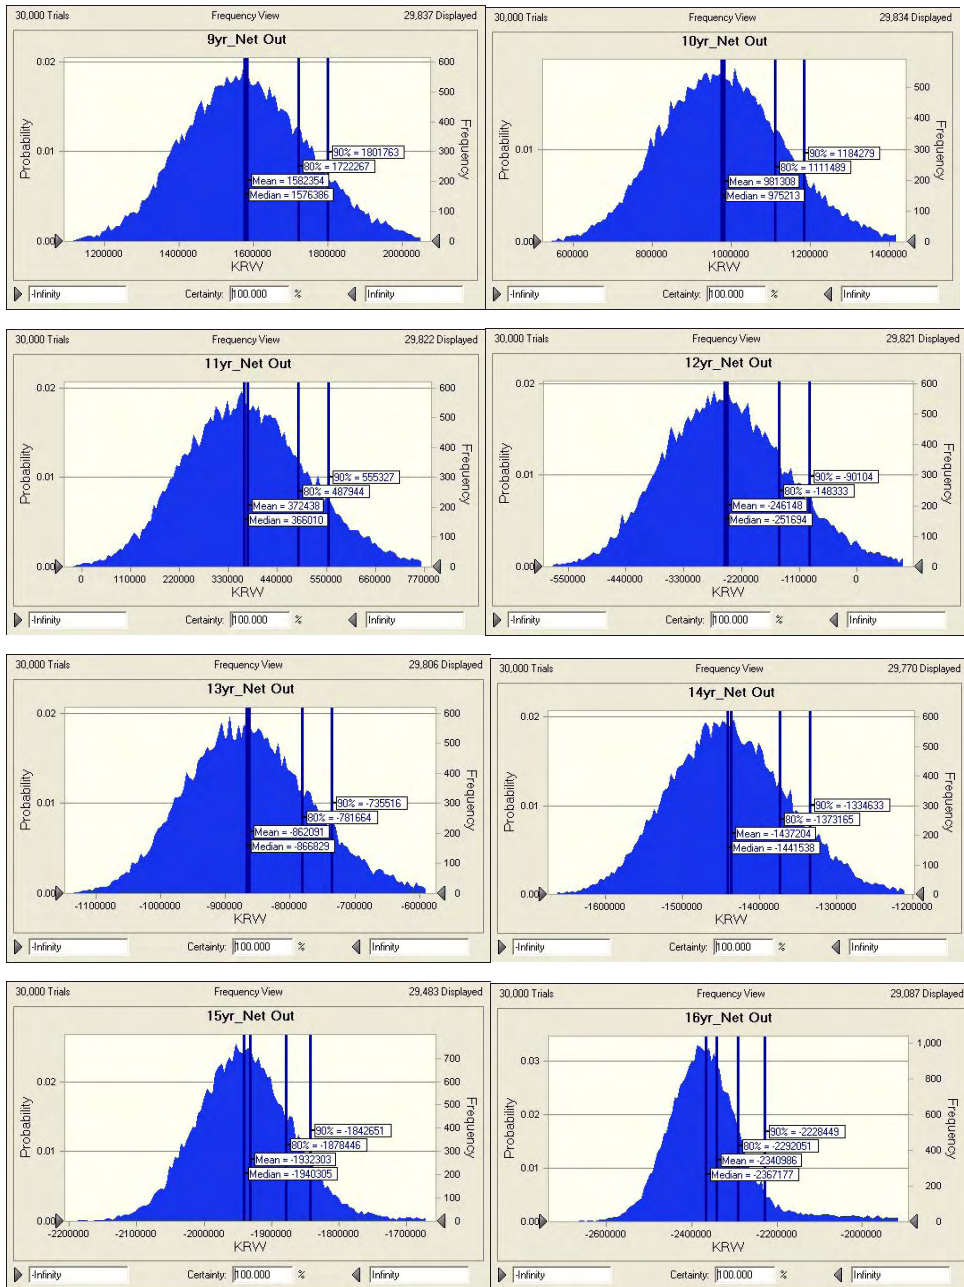 30,000 Trials Frequency View 29,837 Displayed
9yr_Net Out
0.02 600
500
400
0.01 300
200
100
0.00 0
Probability
Frequency
90% = 1801763
80% = 1722267
Mean = 1582354
Median = 1576386
1200000 1400000 1600000 1800000 2000000
KRW
-Infinity Certainty: 100.000 % Infinity
30,000 Trials Frequency View 29,834 Displayed
10yr_Net Out
0.02
500
400
0.01 300
200
100
0.00 0
Probability
Frequency
90% = 1184279
80% = 1111489
Mean = 981308
Median = 975213
600000 800000 1000000 1200000 1400000
KRW
-Infinity Certainty: 100.000 % Infinity
30,000 Trials Frequency View 29,822 Displayed
11yr_Net Out
0.02 600
500
400
0.01 300
200
100
0.00 0
Probability
Frequency
90% = 555327
80% = 487944
Mean = 372438
Median = 366010
0 110000 220000 330000 440000 550000 660000 770000
KRW
-Infinity Certainty: 100.000 % Infinity
30,000 Trials Frequency View 29,821 Displayed
12yr_Net Out
0.02 600
500
400
0.01 300
200
100
0.00 0
Probability
Frequency
90% = -90104
80% = -148333
Mean = -246148
Median = -251694
-550000 -440000 -330000 -220000 -110000 0
KRW
-Infinity Certainty: 100.000 % Infinity
30,000 Trials Frequency View 29,806 Displayed
13yr_Net Out
0.02 600
500
400
0.01 300
200
100
0.00 0
Probability
Frequency
90% = -735516
80% = -781664
Mean = -862091
Median = -866829
-1100000 -1000000 -900000 -800000 -700000 -600000
KRW
-Infinity Certainty: 100.000 % Infinity
30,000 Trials Frequency View 29,770 Displayed
14yr_Net Out
0.02 600
500
400
0.01 300
200
100
0.00 0
Probability
Frequency
90% = -1334633
80% = -1373165
Mean = -1437204
Median = -1441538
-1600000 -1500000 -1400000 -1300000 -1200000
KRW
-Infinity Certainty: 100.000 % Infinity
30,000 Trials Frequency View 29,483 Displayed
15yr_Net Out
700
0.02 600
500
400
0.01 300
200
100
0.00 0
Probability
Frequency
90% = -1842651
80% = -1878446
Mean = -1932303
Median = -1940305
-2200000 -2100000 -2000000 -1900000 -1800000 -1700000
KRW
-Infinity Certainty: 100.000 % Infinity
30,000 Trials Frequency View 29,087 Displayed
16yr_Net Out
1,000
0.03
800
0.02 600
400
0.01
200
0.00 0
Probability
Frequency
90% = -2228449
80% = -2292051
Mean = -2340986
Median = -2367177
-2600000 -2400000 -2200000 -2000000
KRW
-Infinity Certainty: 100.000 % Infinity